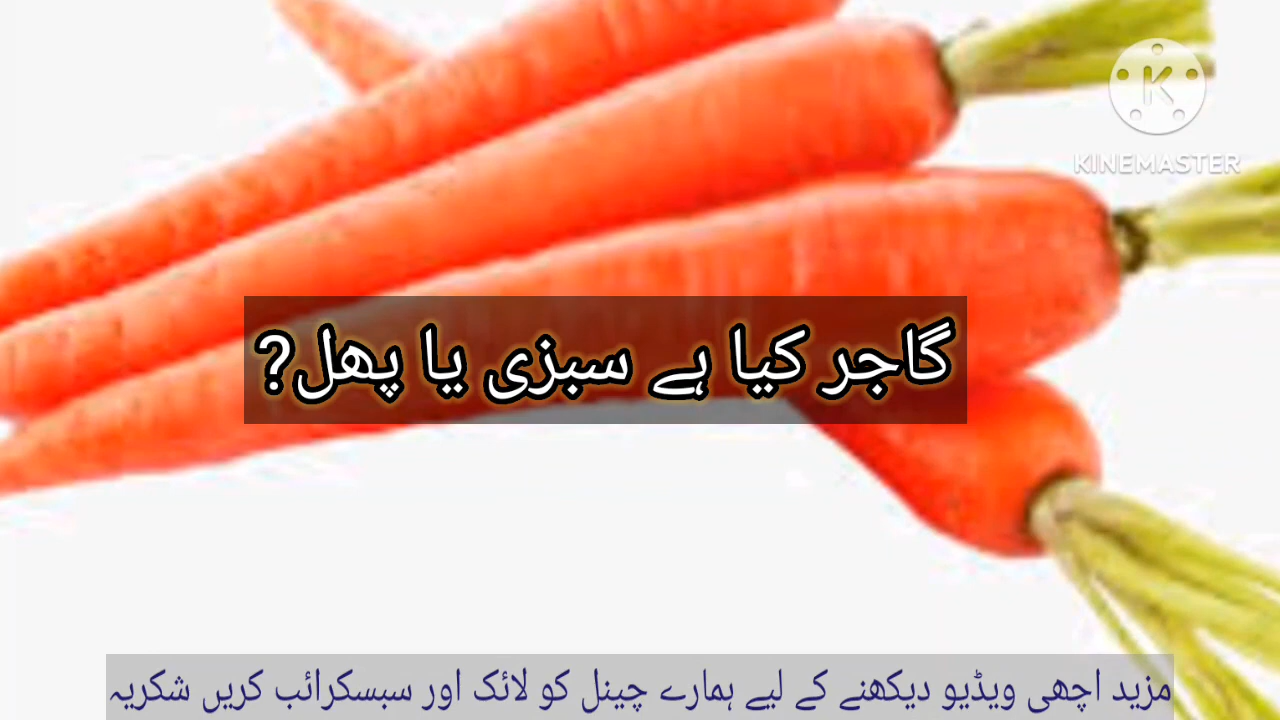 KINEMASTER
گاجر کیا ہے سبزی یا پھل?
مزید اچھی ویڈیو دیکھنے کے لیے ہمارے چینل کو لائک اور سبسکرائب کریں شکریہ